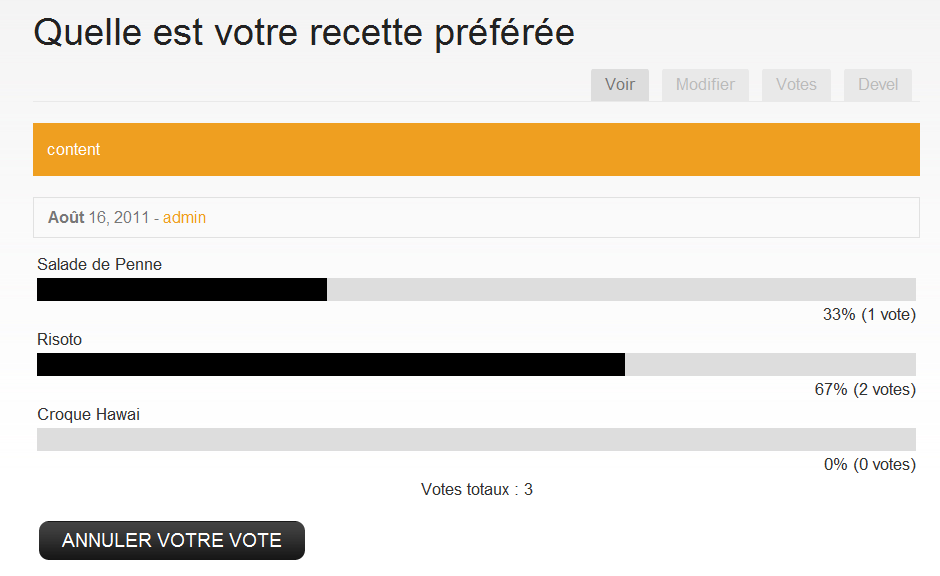 Quelle est votre recette préférée
Voir Modifier Votes Devel
content
Août 16, 2011 - admin
Salade de Penne
33% (1 vote)
Risoto
67% (2 votes)
Croque Hawai
0% (0 votes)
Votes totaux : 3
ANNULER VOTRE VOTE